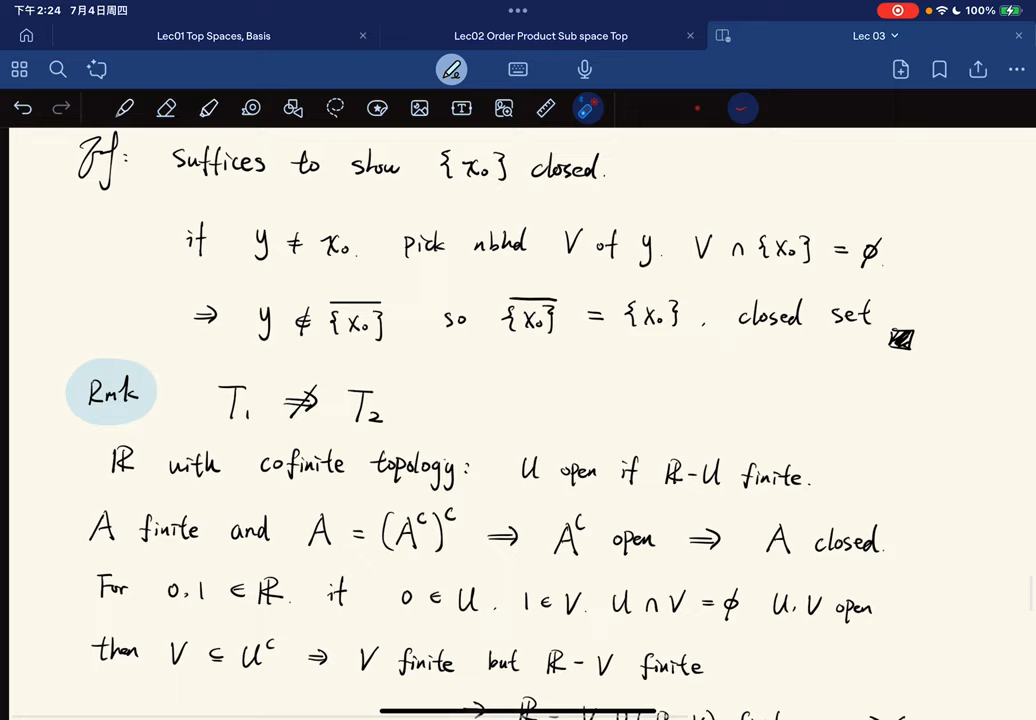 下午2:24 7月4日周四
100%
Lec01 Top Spaces, Basis
Lec02 Order Product Sub space Top
Lec 03
Pf: Suffices to show {x₀} closed.
if y ≠ x₀. pick nbhd V of y. V ∩ {x₀} = ∅.
⇒ y ∉ \overline{{x₀}} so \overline{{x₀}} = {x₀}, closed set
Rmk T₁ ⇏ T₂
ℝ with cofinite topology: U open if ℝ-U finite.
A finite and A = (Aᶜ)ᶜ ⇒ Aᶜ open ⇒ A closed.
For 0,1 ∈ ℝ. if 0 ∈ U. 1 ∈ V. U ∩ V = ∅ U, V open
then V ⊆ Uᶜ ⇒ V finite but ℝ - V finite